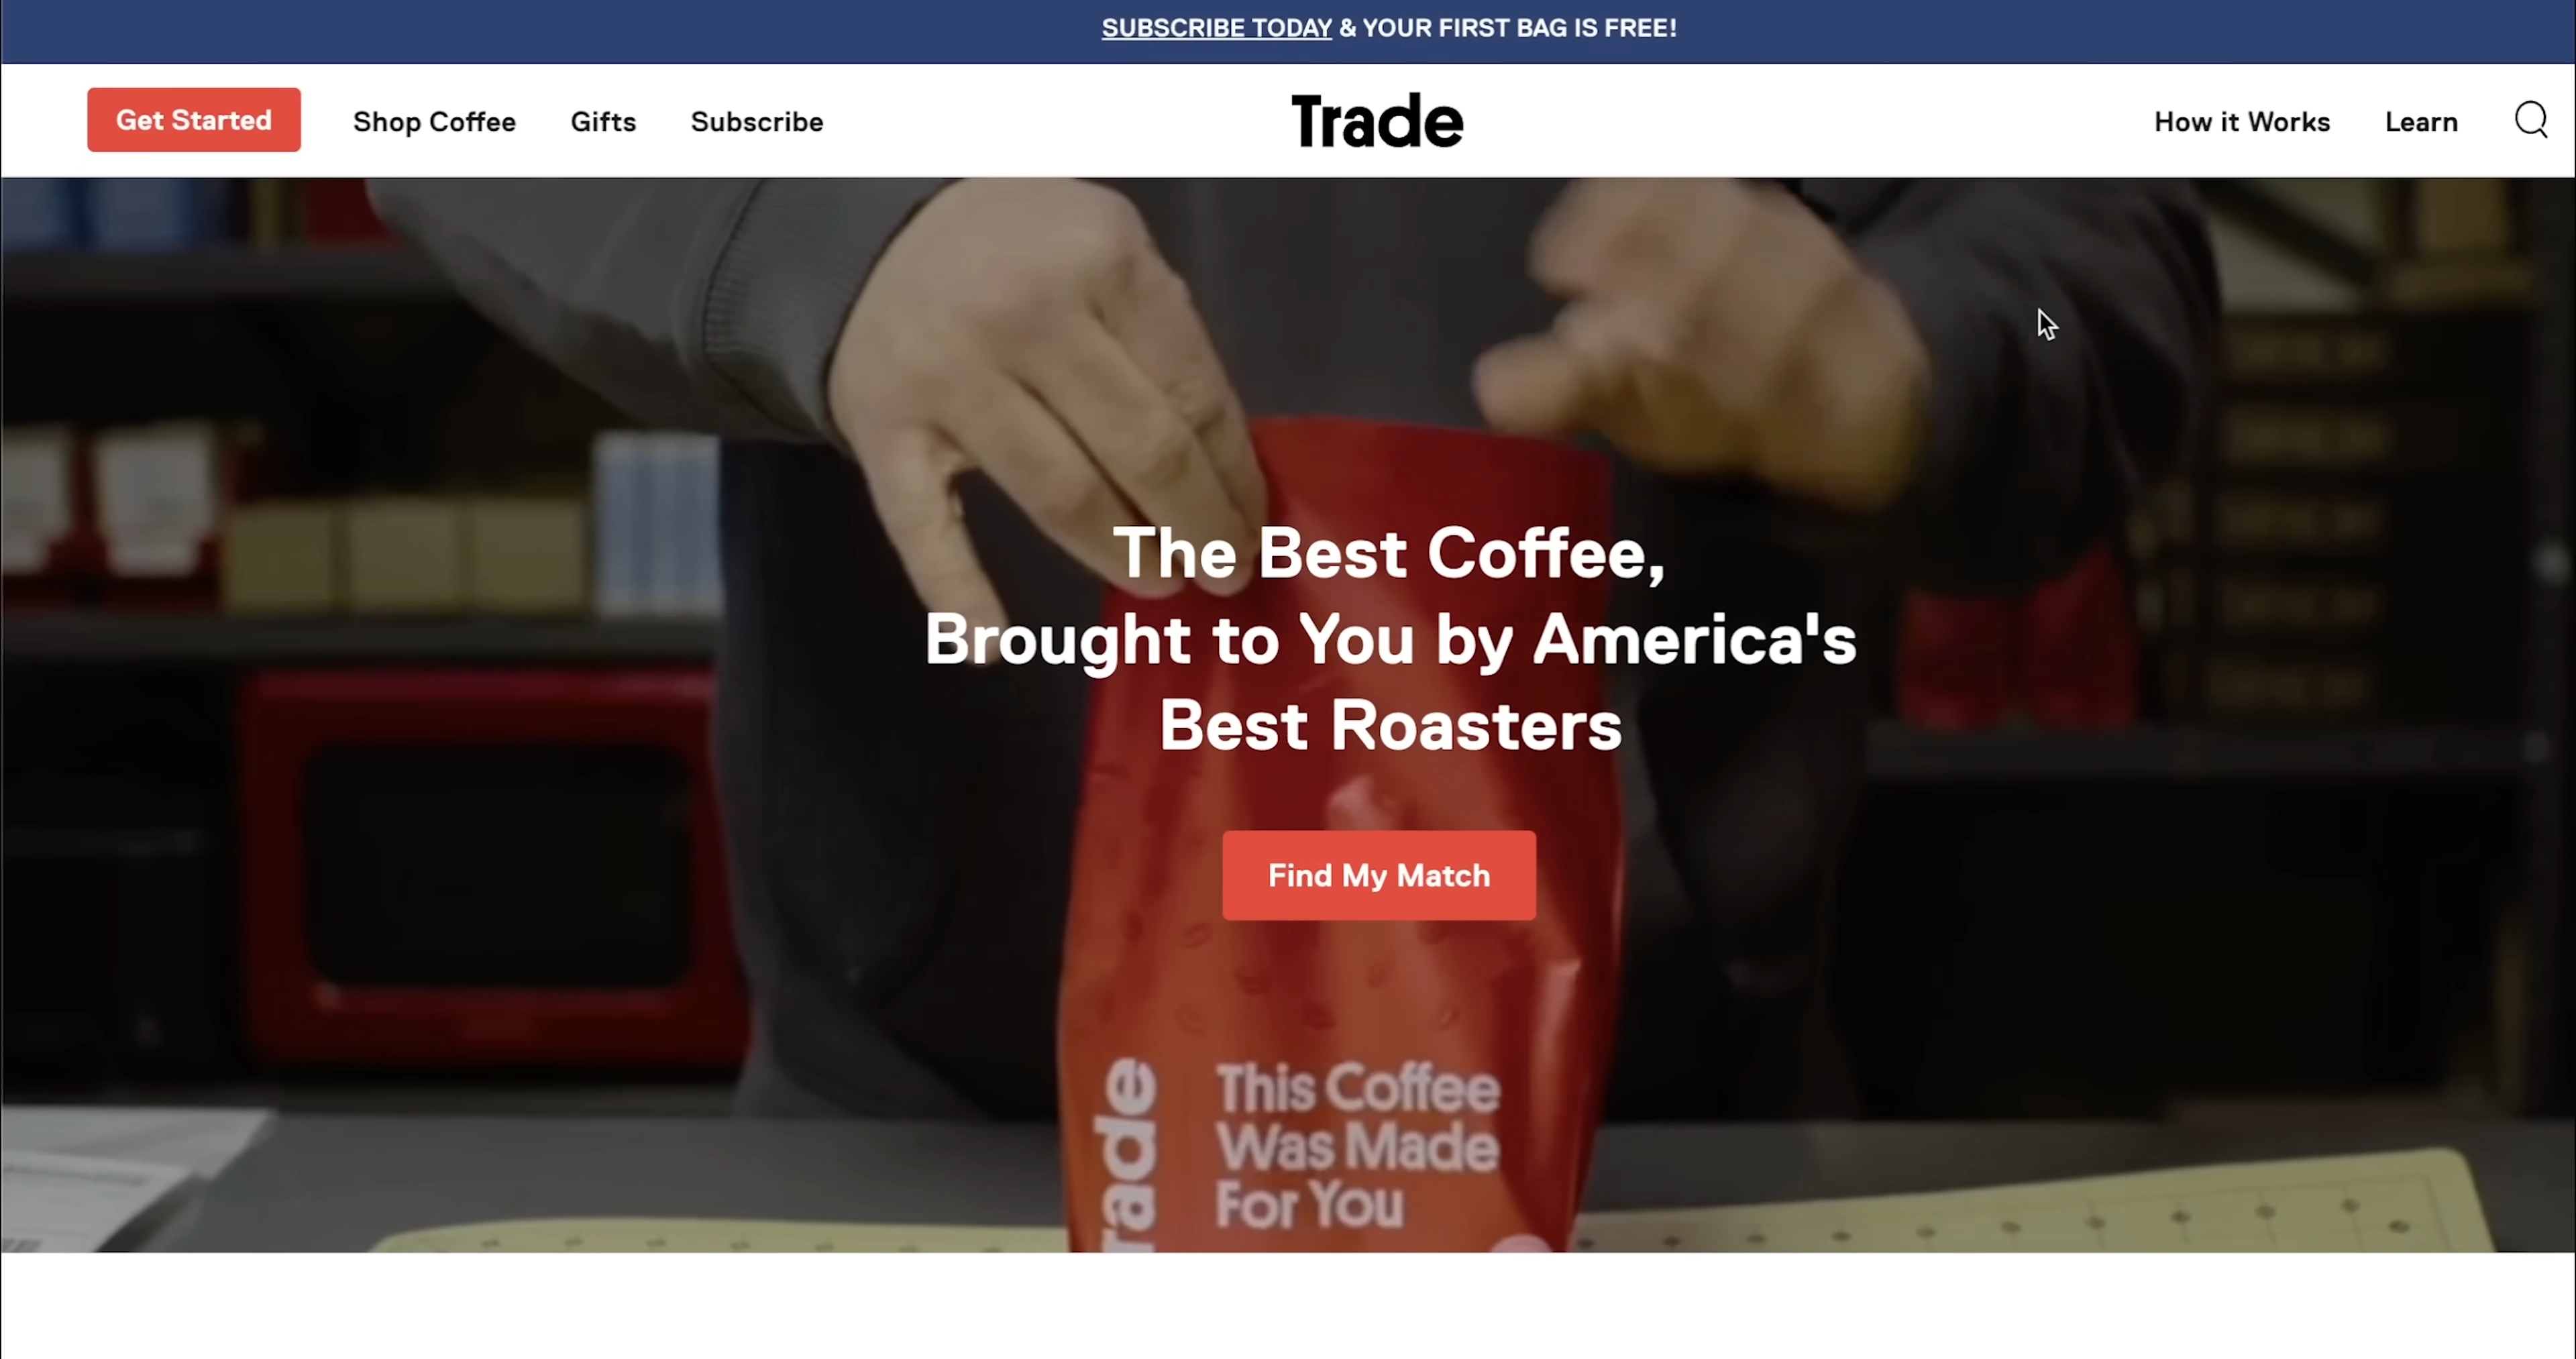 SUBSCRIBE TODAY & YOUR FIRST BAG IS FREE!
Get Started
Shop Coffee
Gifts
Subscribe
Trade
How it Works
Learn
The Best Coffee,
Brought to You by America's
Best Roasters
Find My Match
rade
This Coffee
Was Made
For You